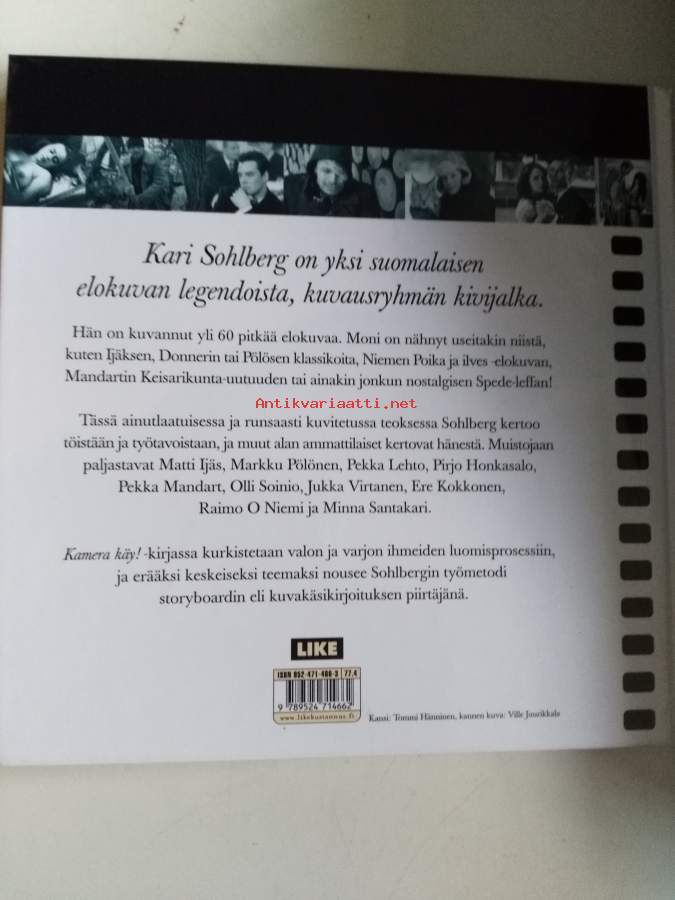 Kari Sohlberg on yksi suomalaisen
elokuvan legendoista, kuvausryhmän kivijalka.
Hän on kuvannut yli 60 pitkää elokuvaa. Moni on nähnyt useitakin niistä,
kuten Ijäksen, Donnerin tai Pölösen klassikoita, Niemen Poika ja ilves -elokuvan,
Mandartin Keisarikunta-uutuuden tai ainakin jonkun nostalgisen Spede-leffan!
Antikvariaatti.net
Tässä ainutlaatuisessa ja runsaasti kuvitetussa teoksessa Sohlberg kertoo
töistään ja työtavoistaan, ja muut alan ammattilaiset kertovat hänestä. Muistojaan
paljastavat Matti Ijäs, Markku Pölönen, Pekka Lehto, Pirjo Honkasalo,
Pekka Mandart, Olli Soinio, Jukka Virtanen, Ere Kokkonen,
Raimo O Niemi ja Minna Santakari.
Kamera käy! -kirjassa kurkistetaan valon ja varjon ihmeiden luomisprosessiin,
ja erääksi keskeiseksi teemaksi nousee Sohlbergin työmetodi
storyboardin eli kuvakäsikirjoituksen piirtäjänä.
LIKE
ISBN 952-471-466-3 77.4
9 789524 714662
www.likekustannus.fi
Kansi: Tommi Hänninen, kannen kuva: Ville Juurikkala